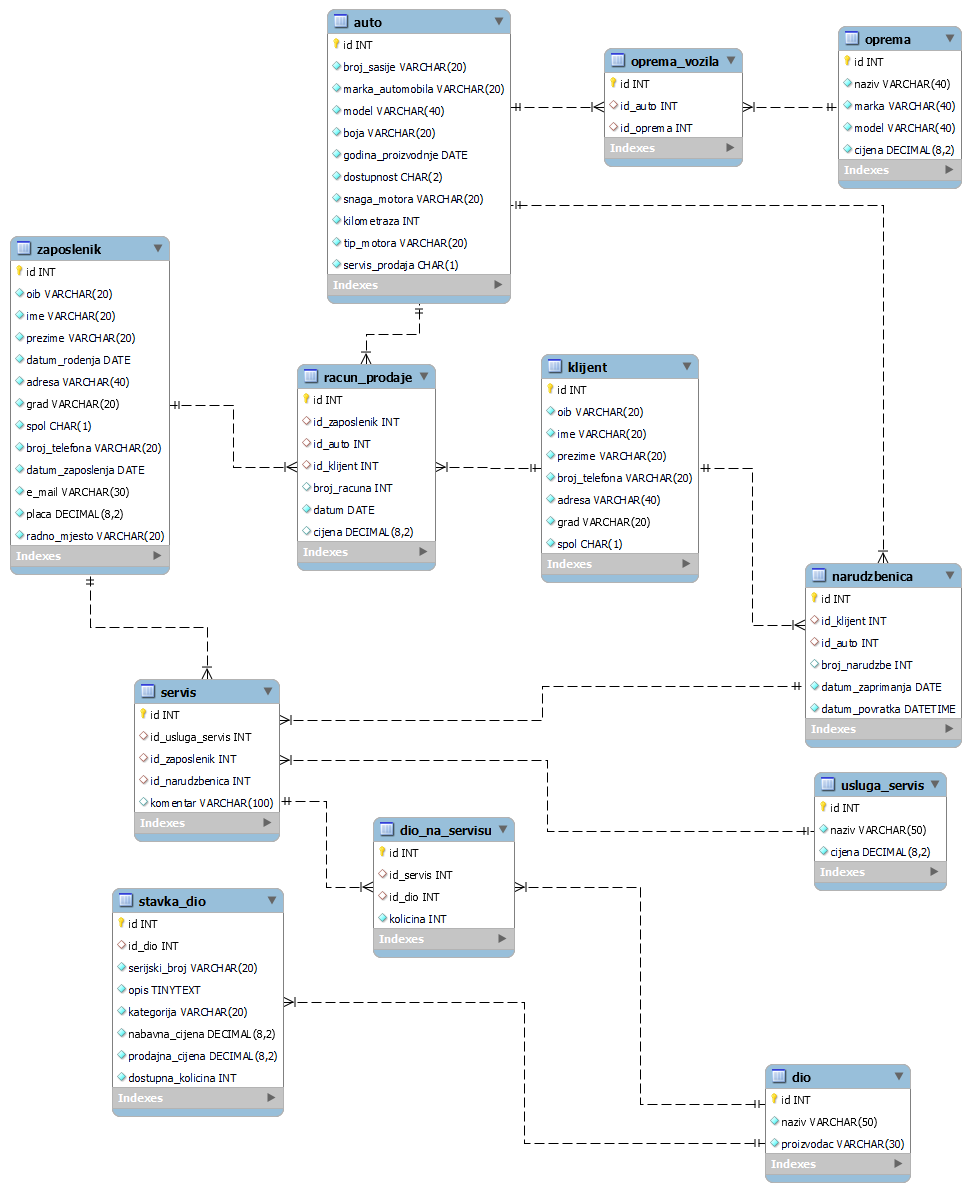 auto
id INT
broj_sasije VARCHAR(20)
marka_automobila VARCHAR(20)
model VARCHAR(40)
boja VARCHAR(20)
godina_proizvodnje DATE
dostupnost CHAR(2)
snaga_motora VARCHAR(20)
kilometraza INT
tip_motora VARCHAR(20)
servis_prodaja CHAR(1)
Indexes
oprema_vozila
id INT
id_auto INT
id_oprema INT
Indexes
oprema
id INT
naziv VARCHAR(40)
marka VARCHAR(40)
model VARCHAR(40)
cijena DECIMAL(8,2)
Indexes
zaposlenik
id INT
oib VARCHAR(20)
ime VARCHAR(20)
prezime VARCHAR(20)
datum_rodenja DATE
adresa VARCHAR(40)
grad VARCHAR(20)
spol CHAR(1)
broj_telefona VARCHAR(20)
datum_zaposlenja DATE
e_mail VARCHAR(30)
placa DECIMAL(8,2)
radno_mjesto VARCHAR(20)
Indexes
racun_prodaje
id INT
id_zaposlenik INT
id_auto INT
id_klijent INT
broj_racuna INT
datum DATE
cijena DECIMAL(8,2)
Indexes
klijent
id INT
oib VARCHAR(20)
ime VARCHAR(20)
prezime VARCHAR(20)
broj_telefona VARCHAR(20)
adresa VARCHAR(40)
grad VARCHAR(20)
spol CHAR(1)
Indexes
narudzbenica
id INT
id_klijent INT
id_auto INT
broj_narudzbe INT
datum_zaprimanja DATE
datum_povratka DATETIME
Indexes
servis
id INT
id_usluga_servis INT
id_zaposlenik INT
id_narudzbenica INT
komentar VARCHAR(100)
Indexes
usluga_servis
id INT
naziv VARCHAR(50)
cijena DECIMAL(8,2)
Indexes
dio_na_servisu
id INT
id_servis INT
id_dio INT
kolicina INT
Indexes
stavka_dio
id INT
id_dio INT
serijski_broj VARCHAR(20)
opis TINYTEXT
kategorija VARCHAR(20)
nabavna_cijena DECIMAL(8,2)
prodajna_cijena DECIMAL(8,2)
dostupna_kolicina INT
Indexes
dio
id INT
naziv VARCHAR(50)
proizvodac VARCHAR(30)
Indexes